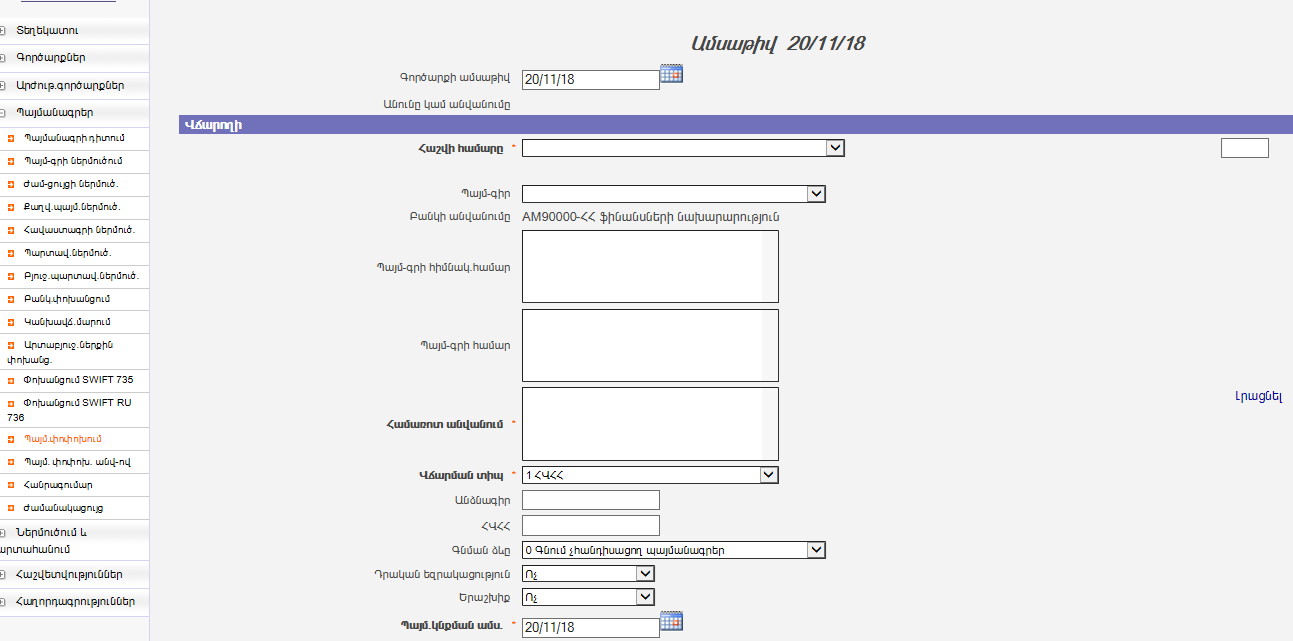 Տեղեկատու
Գործարքներ
Արժութ.գործարքներ
Պայմանագրեր
Պայմանագրի դիտում
Պայմ-գրի ներմուծում
Ժամ-ցույցի ներմուծ.
Քաղվ.պայմ.ներմուծ.
Հավաստագրի ներմուծ.
Պարտավ.ներմուծ.
Բյուջ.պարտավ.ներմուծ.
Բանկ.փոխանցում
Կանխավճ.մարում
Արտաբյուջ.ներքին
փոխանց.
Փոխանցում SWIFT 735
Փոխանցում SWIFT RU
736
Պայմ.փոփոխում
Պայմ. փոփոխ. անվ-ով
Հանրագումար
Ժամանակացույց
Ներմուծում և
արտահանում
Հաշվետվություններ
Հաղորդագրություններ
Ամսաթիվ 20/11/18
Գործարքի ամսաթիվ 20/11/18
Անունը կամ անվանումը
Վճարողի
Հաշվի համարը *
Պայմ-գիր
Բանկի անվանումը AM90000-ՀՀ ֆինանսների նախարարություն
Պայմ-գրի հիմնակ.համար
Պայմ-գրի համար
Համառոտ անվանում *
Լրացնել
Վճարման տիպ * 1 ՀՎՀՀ
Անձնագիր
ՀՎՀՀ
Գնման ձևը 0 Գնում չհանդիսացող պայմանագրեր
Դրական եզրակացություն Ոչ
Երաշխիք Ոչ
Պայմ.կնքման ամս. * 20/11/18